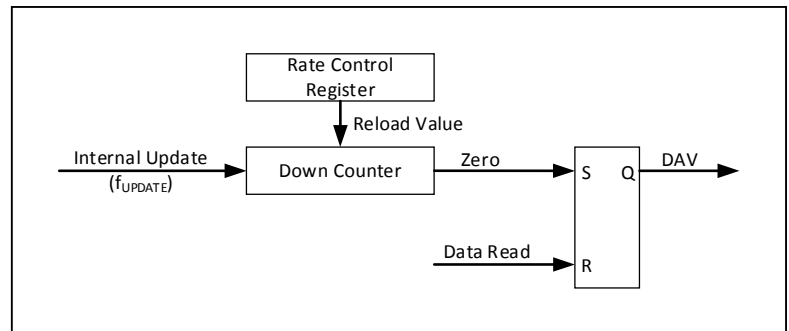 Rate Control
Register
Reload Value
Internal Update
(fUPDATE)
Down Counter
Zero
S
Q
DAV
Data Read
R